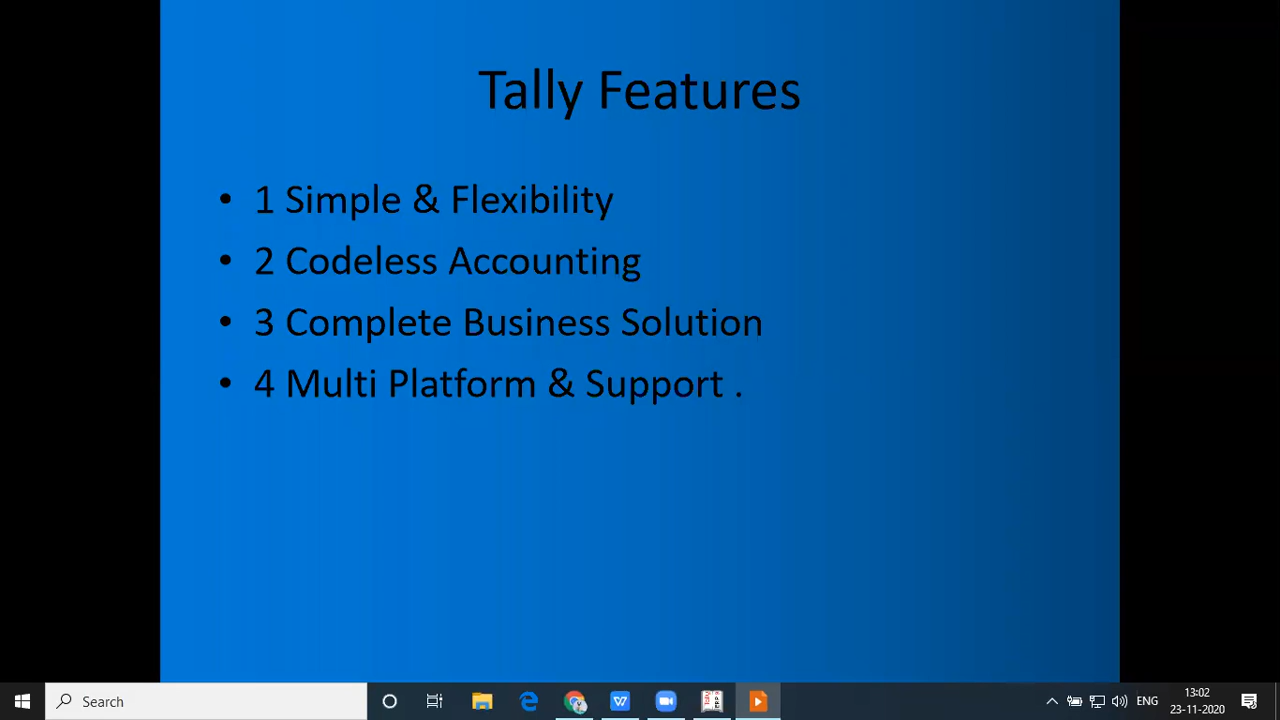 Tally Features
• 1 Simple & Flexibility
• 2 Codeless Accounting
• 3 Complete Business Solution
• 4 Multi Platform & Support .
Search
ENG
13:02
23-11-2020